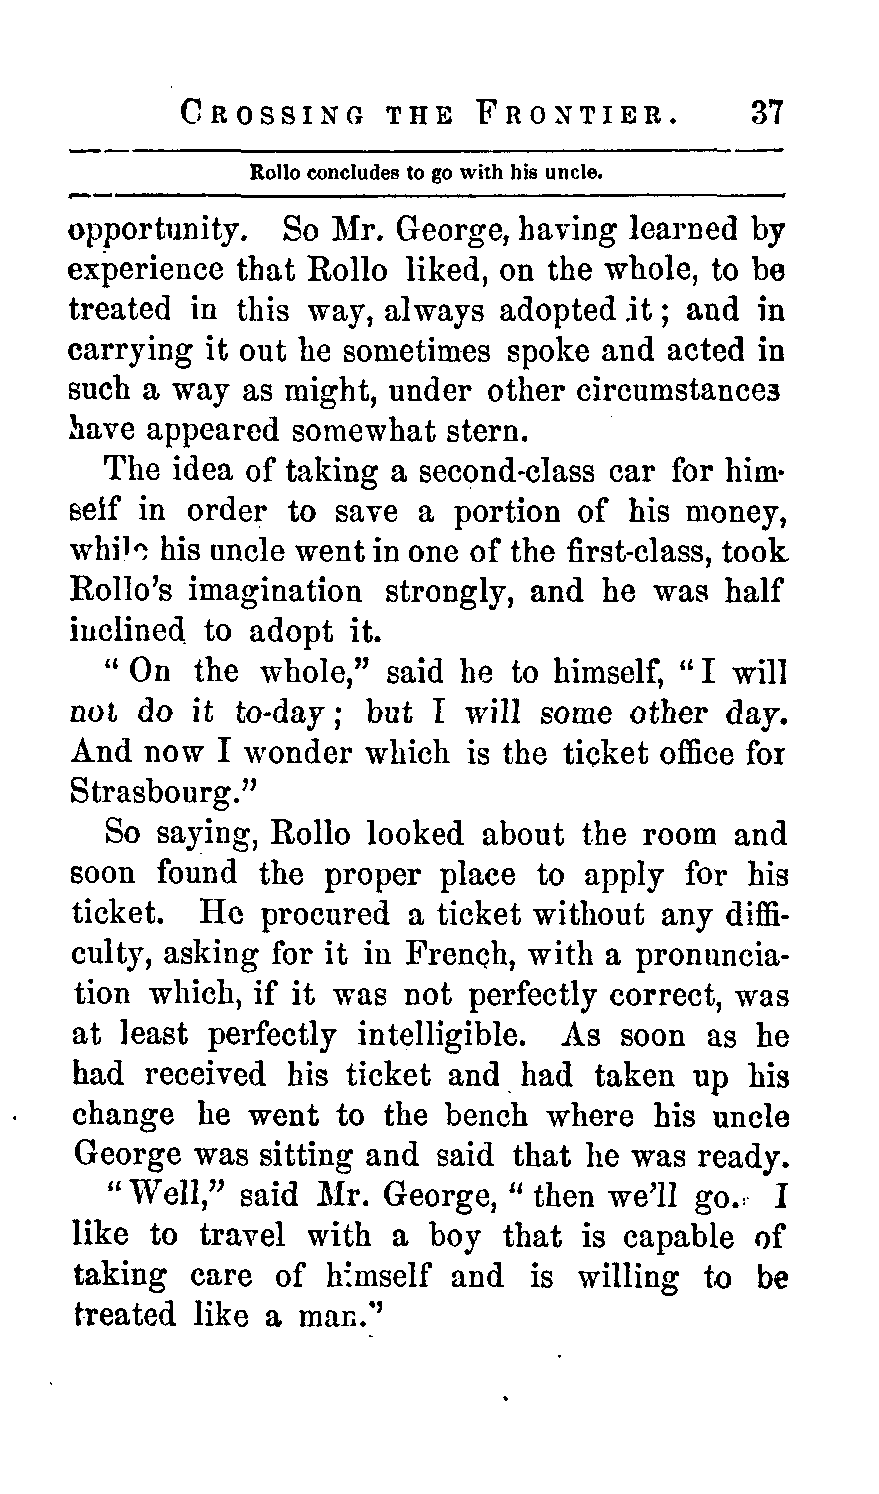 CROSSING THE FRONTIER. 37
Rollo concludes to go with his uncle.
opportunity. So Mr. George, having learned by
experience that Rollo liked, on the whole, to be
treated in this way, always adopted it; and in
carrying it out he sometimes spoke and acted in
such a way as might, under other circumstances
have appeared somewhat stern.
The idea of taking a second-class car for him-
self in order to save a portion of his money,
while his uncle went in one of the first-class, took
Rollo's imagination strongly, and he was half
inclined to adopt it.
"On the whole," said he to himself, "I will
not do it to-day; but I will some other day.
And now I wonder which is the ticket office for
Strasbourg."
So saying, Rollo looked about the room and
soon found the proper place to apply for his
ticket. He procured a ticket without any diffi-
culty, asking for it in French, with a pronuncia-
tion which, if it was not perfectly correct, was
at least perfectly intelligible. As soon as he
had received his ticket and had taken up his
change he went to the bench where his uncle
George was sitting and said that he was ready.
"Well," said Mr. George, "then we'll go. I
like to travel with a boy that is capable of
taking care of himself and is willing to be
treated like a man."